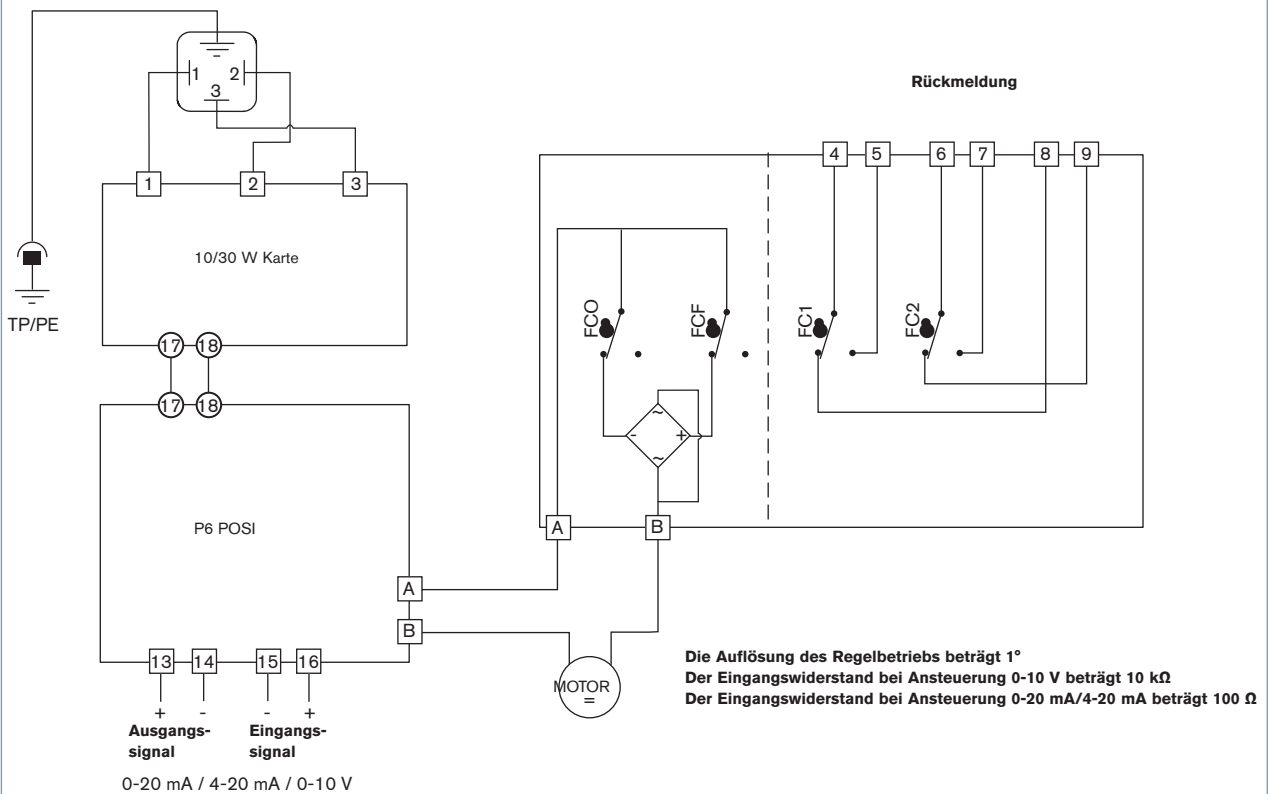 1 2
3
Rückmeldung
4 5 6 7 8 9
1 2 3
10/30 W Karte
TP/PE
FCO
FCF
FC1
FC2
17 18
17 18
~
- +
~
P6 POSI
A B
A
B
13 14 15 16
+ - - +
Ausgangs-
signal
Eingangs-
signal
0-20 mA / 4-20 mA / 0-10 V
MOTOR
=
Die Auflösung des Regelbetriebs beträgt 1°
Der Eingangswiderstand bei Ansteuerung 0-10 V beträgt 10 kΩ
Der Eingangswiderstand bei Ansteuerung 0-20 mA/4-20 mA beträgt 100 Ω